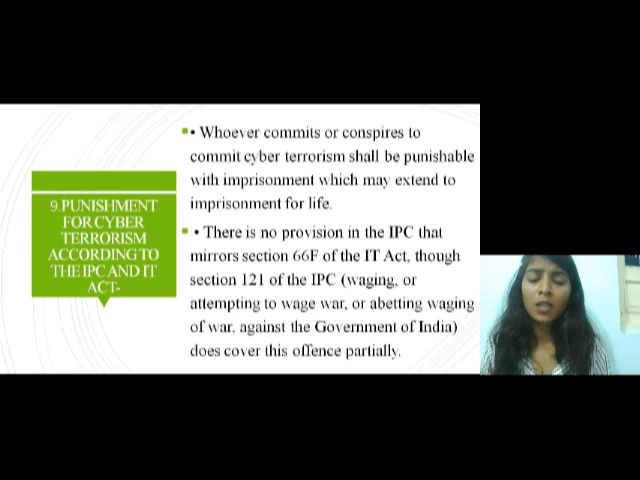 9.PUNISHMENT
FOR CYBER
TERRORISM
ACCORDING TO
THE IPC AND IT
ACT-
• Whoever commits or conspires to
commit cyber terrorism shall be punishable
with imprisonment which may extend to
imprisonment for life.
• There is no provision in the IPC that
mirrors section 66F of the IT Act, though
section 121 of the IPC (waging, or
attempting to wage war, or abetting waging
of war, against the Government of India)
does cover this offence partially.